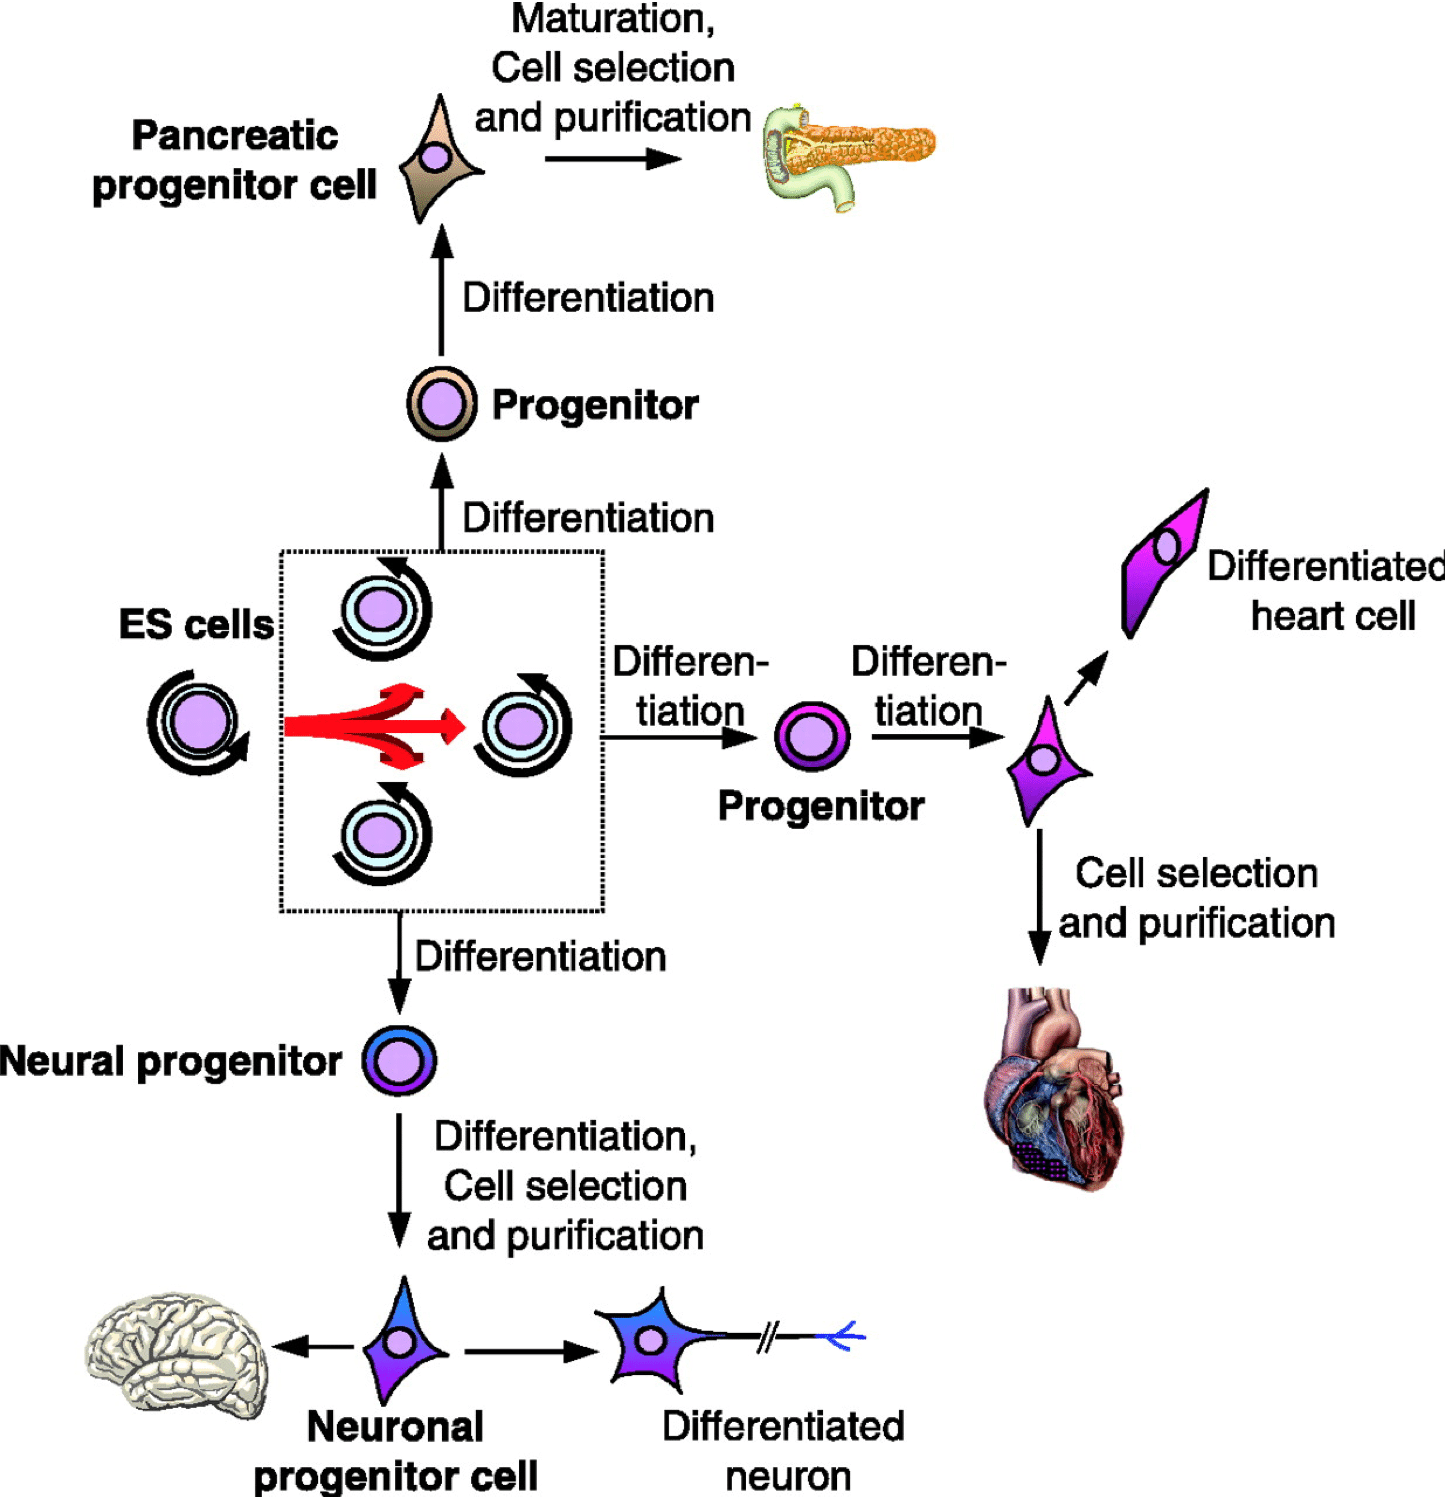 Maturation,
Cell selection
and purification
Pancreatic
progenitor cell
Differentiation
Progenitor
Differentiation
ES cells
Differen-
tiation
Differen-
tiation
Progenitor
Differentiated
heart cell
Cell selection
and purification
Differentiation
Neural progenitor
Differentiation,
Cell selection
and purification
Neuronal
progenitor cell
Differentiated
neuron